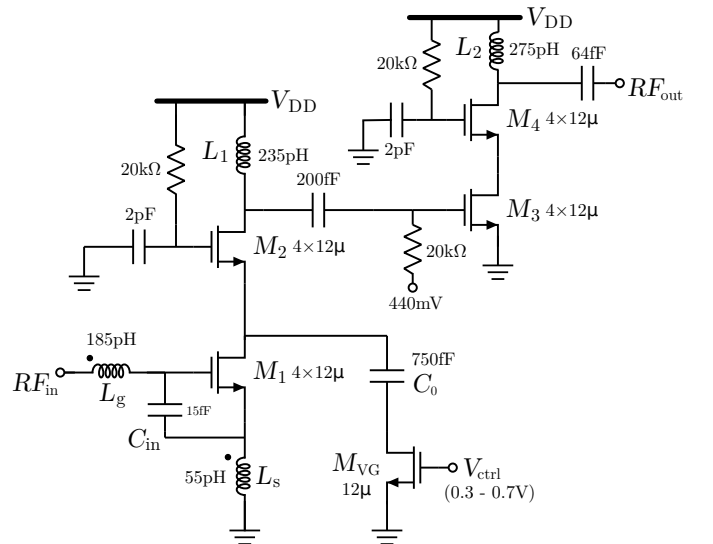 V_DD
20kΩ
L_2
275pH
64fF
RF_out
V_DD
M_4 4×12μ
2pF
L_1
235pH
20kΩ
200fF
M_3 4×12μ
2pF
M_2 4×12μ
20kΩ
440mV
185pH
750fF
RF_in
L_g
M_1 4×12μ
C_0
15fF
C_in
M_VG
V_ctrl
55pH
L_s
12μ
(0.3 - 0.7V)